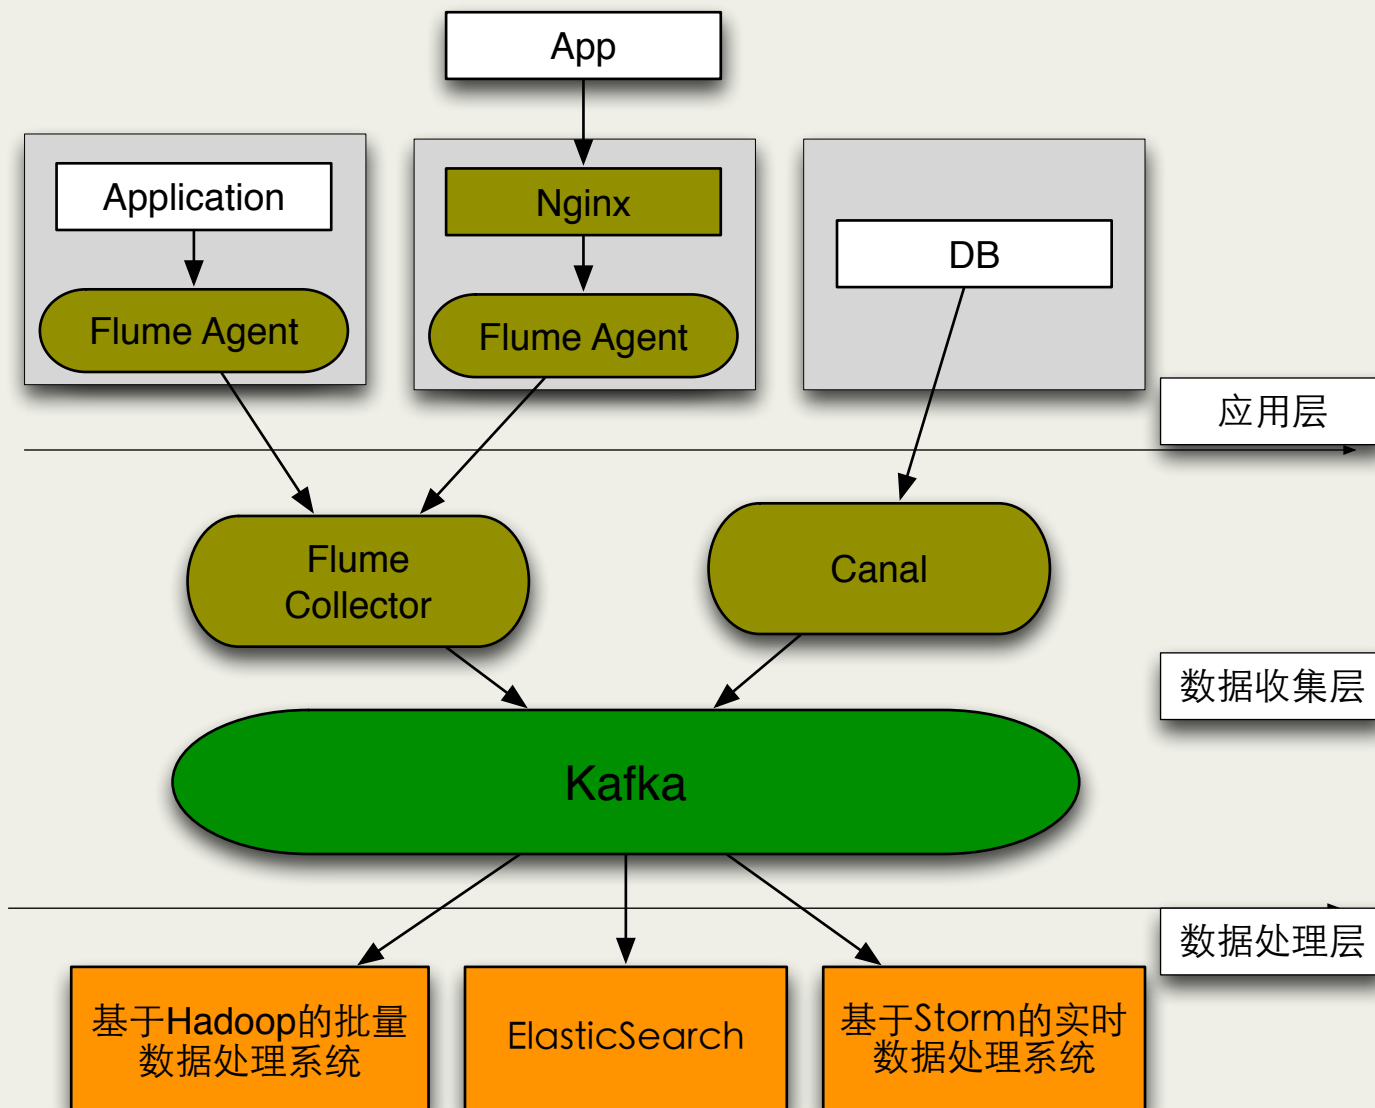 App
Application
Nginx
DB
Flume Agent
Flume Agent
应用层
Flume
Collector
Canal
数据收集层
Kafka
数据处理层
基于Hadoop的批量
数据处理系统
ElasticSearch
基于Storm的实时
数据处理系统